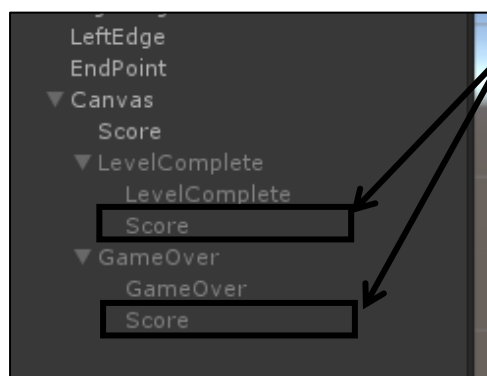 LeftEdge
EndPoint
Canvas
Score
LevelComplete
LevelComplete
Score
GameOver
GameOver
Score